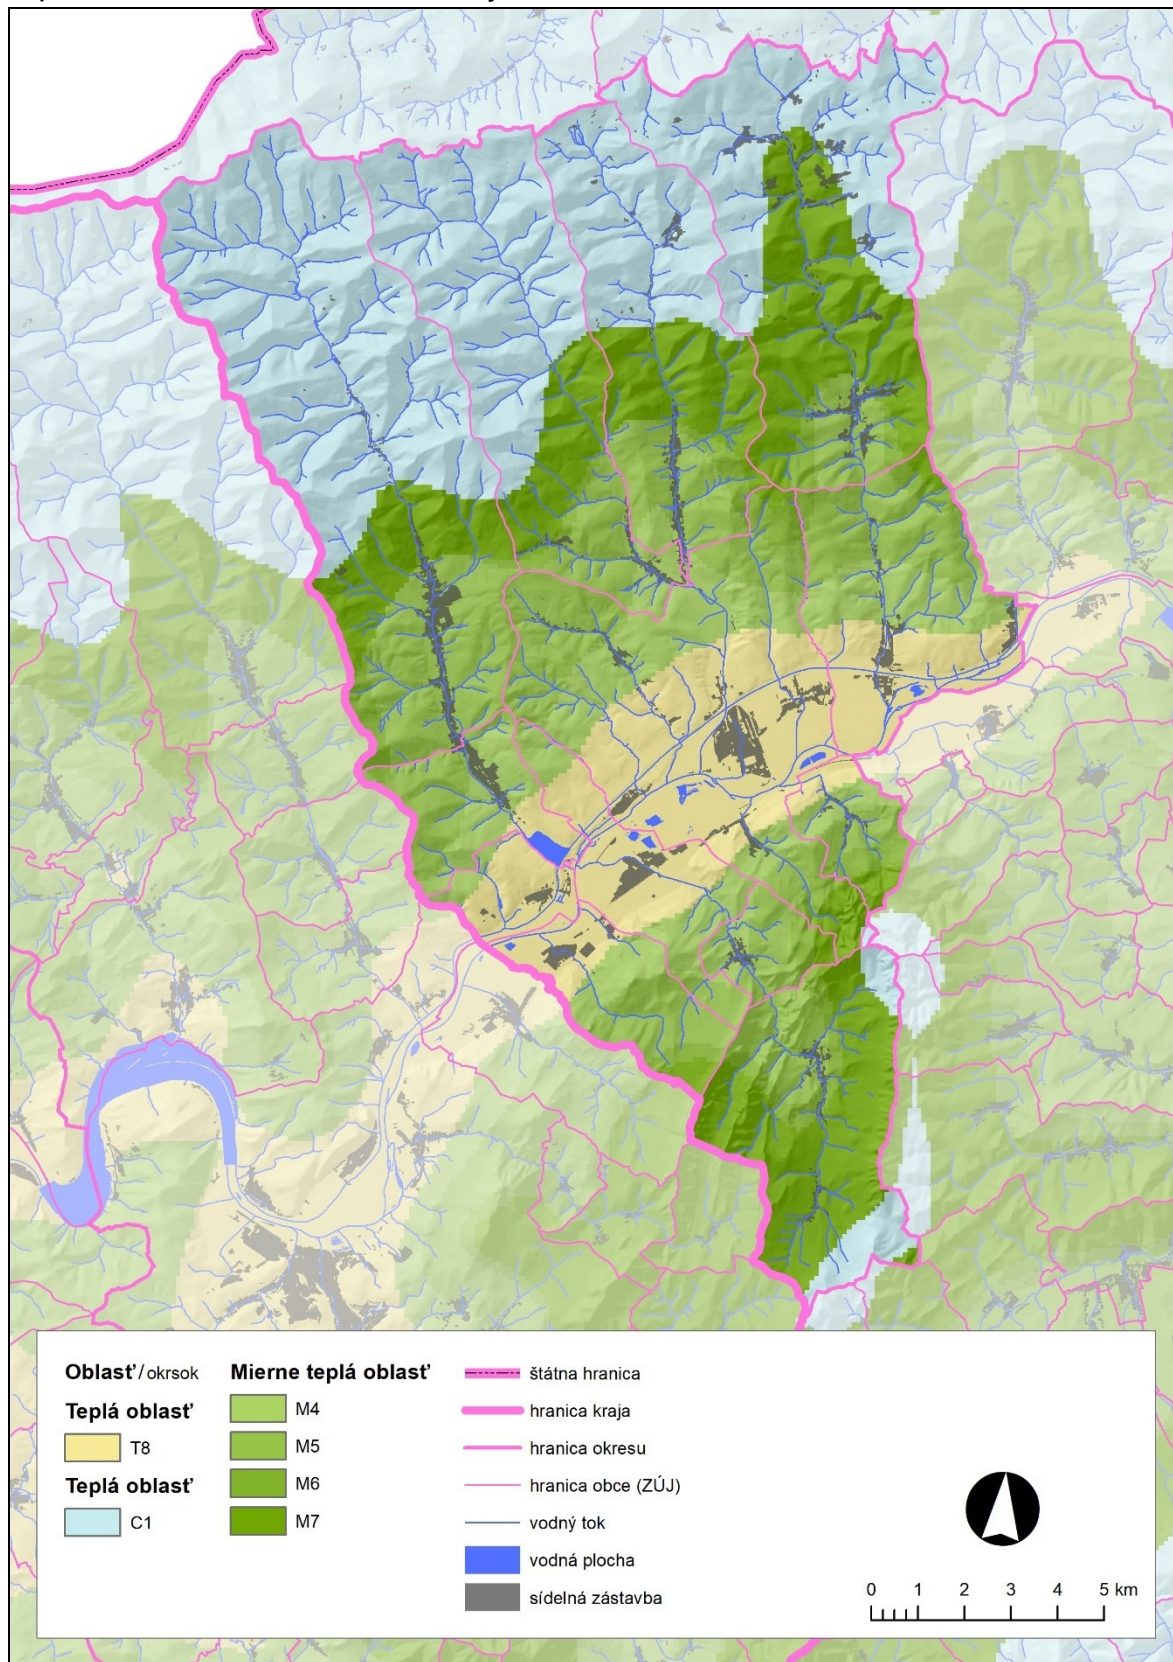 Oblasť / okrsok
Teplá oblasť
T8
Teplá oblasť
C1
Mierne teplá oblasť
M4
M5
M6
M7
štátna hranica
hranica kraja
hranica okresu
hranica obce (ZÚJ)
vodný tok
vodná plocha
sídelná zástavba
0 1 2 3 4 5 km